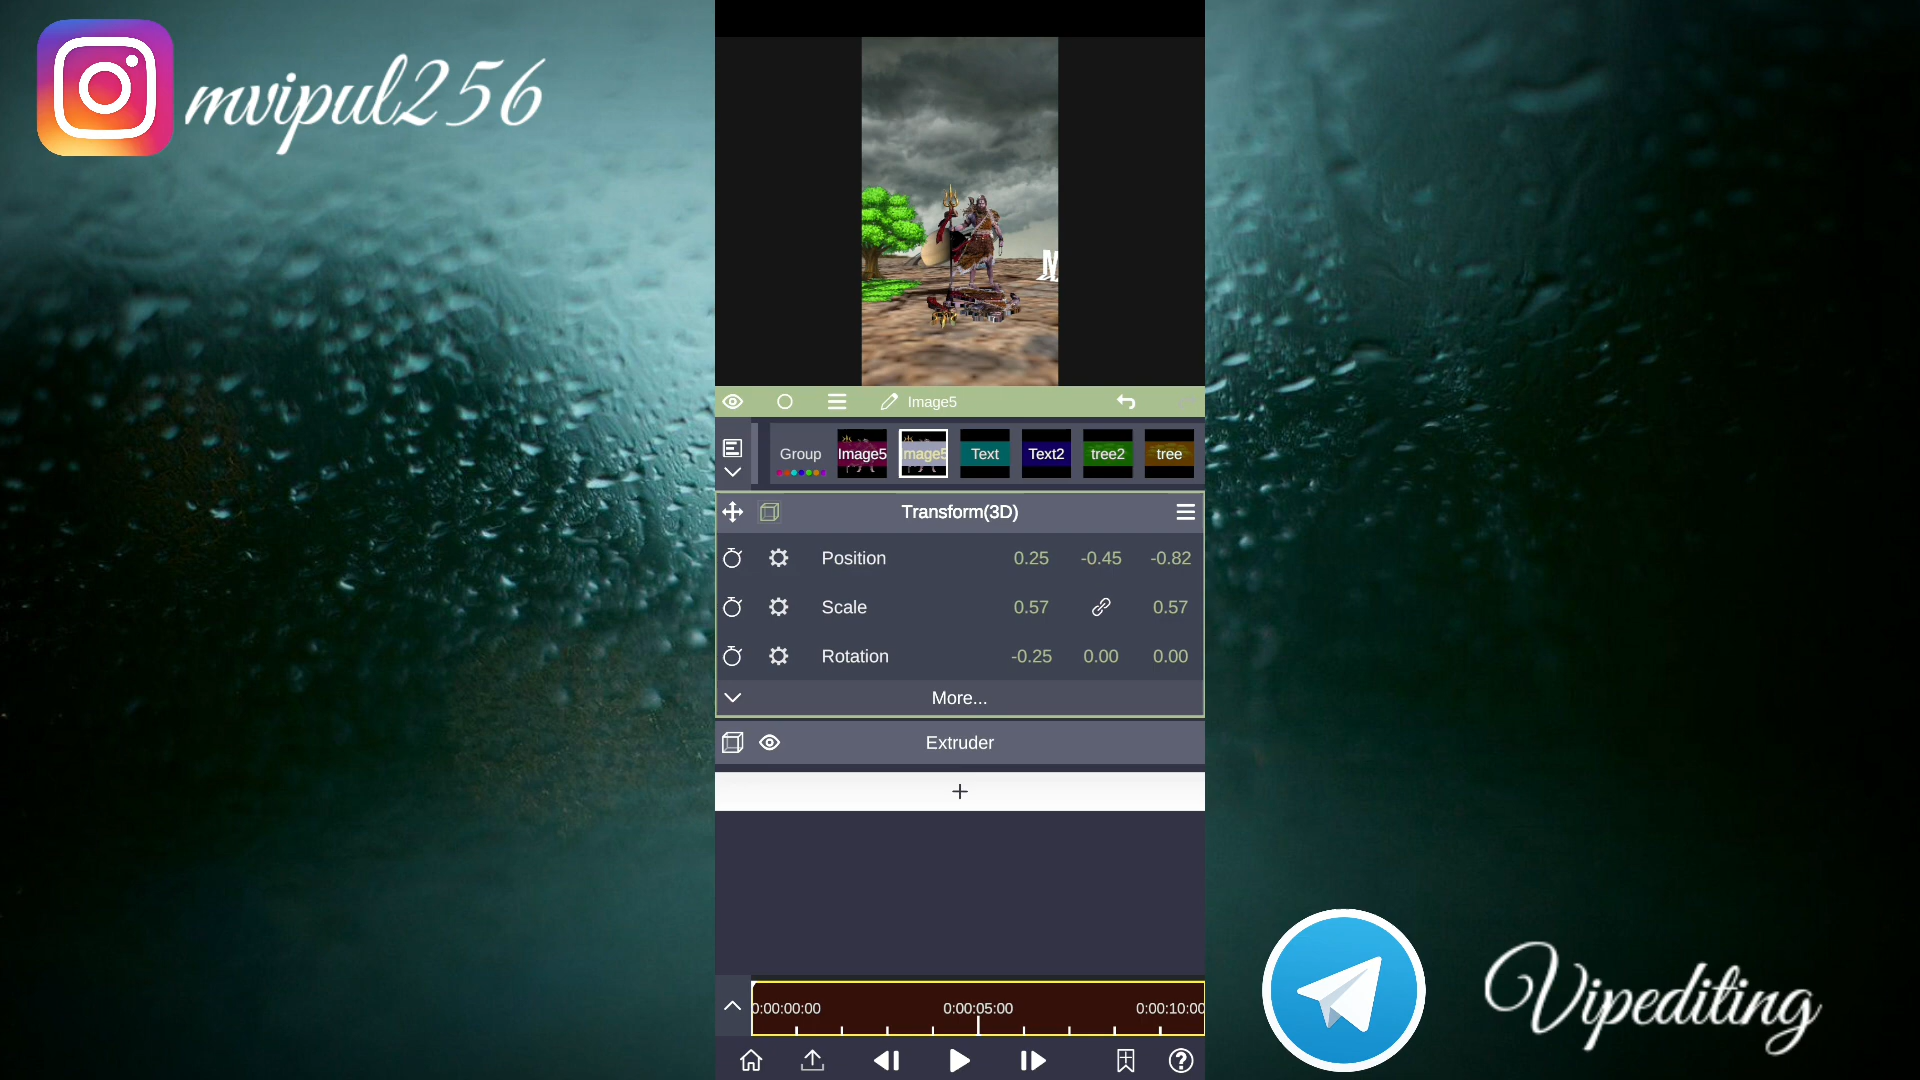 mvipul256
M
Image5
Group
Image5
mage5
Text
Text2
tree2
tree
Transform(3D)
Position 0.25 -0.45 -0.82
Scale 0.57 0.57
Rotation -0.25 0.00 0.00
More...
Extruder
0:00:00:00 0:00:05:00 0:00:10:00
Vipediting